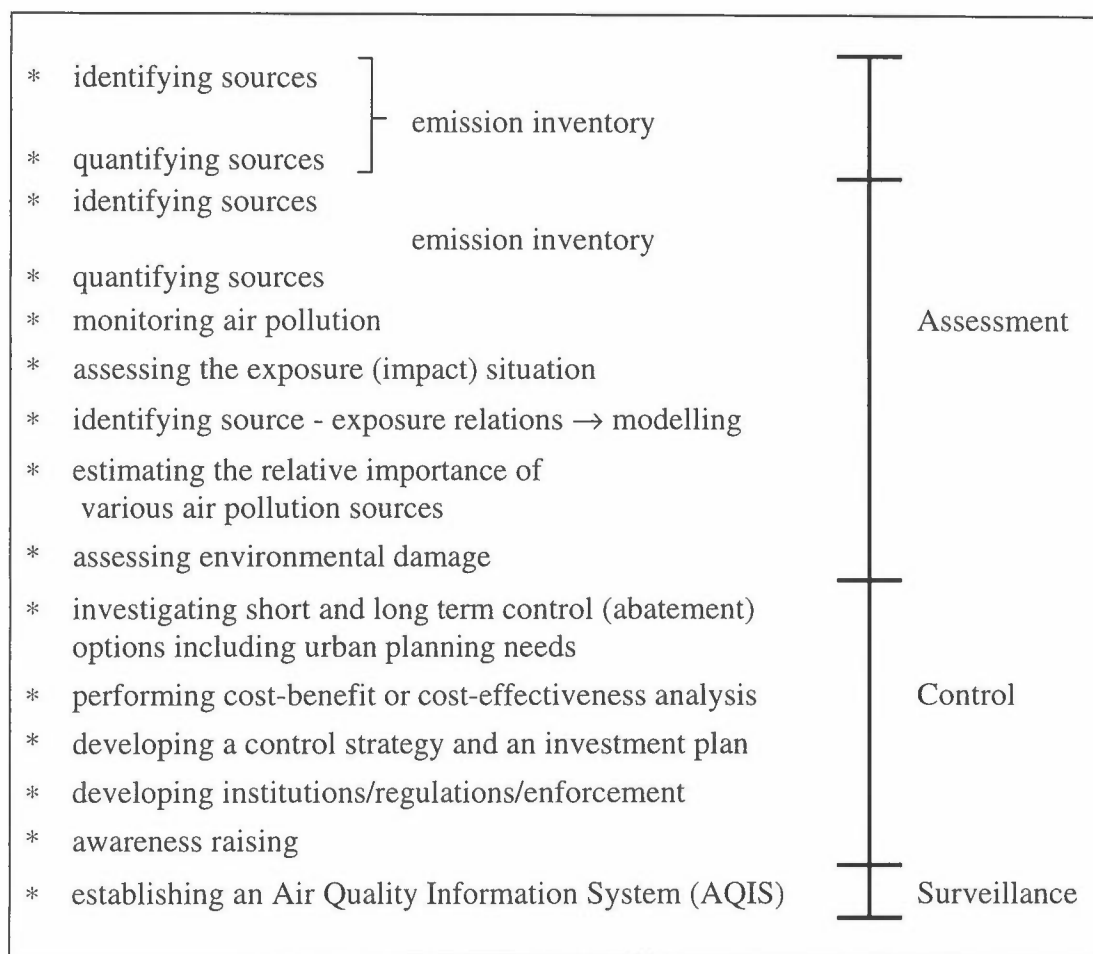 * identifying sources
emission inventory
* quantifying sources
* identifying sources
emission inventory
* quantifying sources
* monitoring air pollution
Assessment
* assessing the exposure (impact) situation
* identifying source - exposure relations → modelling
* estimating the relative importance of
various air pollution sources
* assessing environmental damage
* investigating short and long term control (abatement)
options including urban planning needs
* performing cost-benefit or cost-effectiveness analysis
Control
* developing a control strategy and an investment plan
* developing institutions/regulations/enforcement
* awareness raising
* establishing an Air Quality Information System (AQIS)
Surveillance